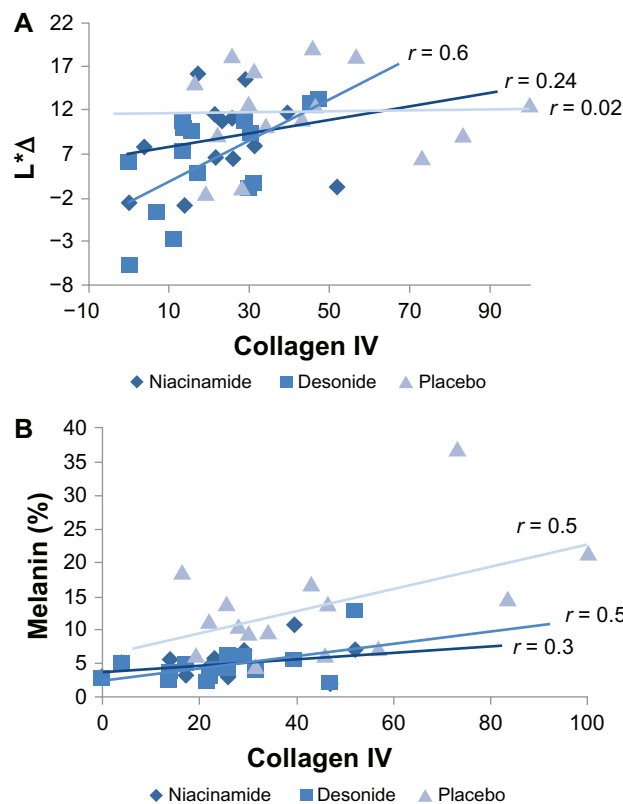 A
22
17
12
7
−2
−3
−8
−10
10
30
50
70
90
L*Δ
Collagen IV
r = 0.6
r = 0.24
r = 0.02
Niacinamide Desonide Placebo
B
40
35
30
25
20
15
10
5
0
0 20 40 60 80 100
Melanin (%)
Collagen IV
r = 0.5
r = 0.5
r = 0.3
Niacinamide Desonide Placebo